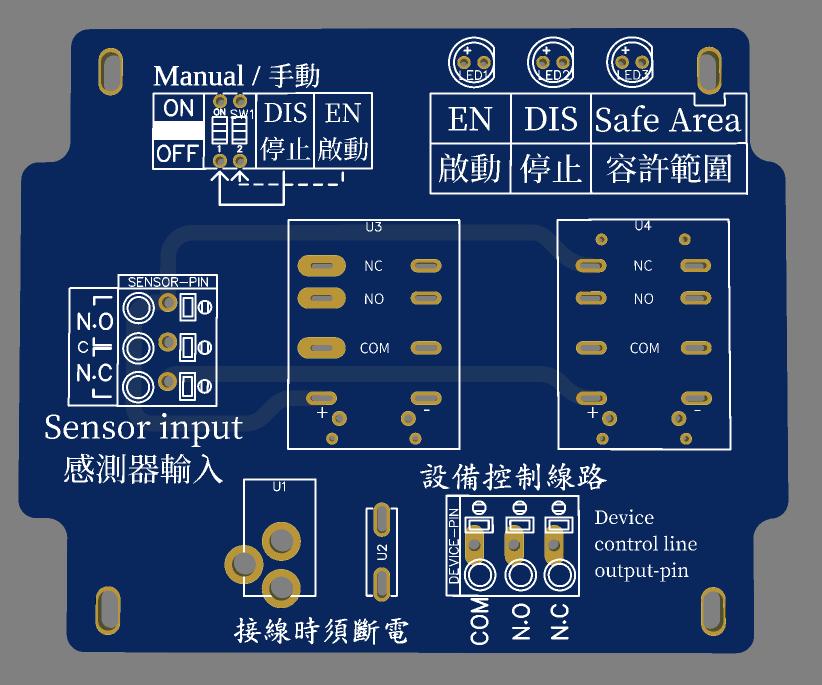 LED1 LED2 LED3
Manual / 手動
ON
OFF
ON SW1
1 2
DIS
停止
EN
啟動
EN DIS Safe Area
啟動 停止 容許範圍
U3
NC
NO
COM
+ -
U4
NC
NO
COM
+ -
SENSOR-PIN
N.O
C
N.C
Sensor input
感測器輸入
U1
U2
接線時須斷電
設備控制線路
DEVICE-PIN
COM
N.O
N.C
Device
control line
output-pin